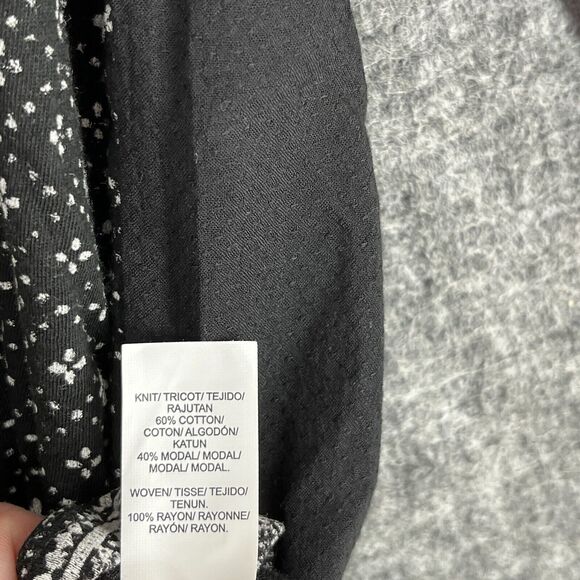 KNIT/ TRICOT/ TEJIDO/
RAJUTAN
60% COTTON/
COTON/ ALGODÓN/
KATUN
40% MODAL/ MODAL/
MODAL/ MODAL.
WOVEN/ TISSE/ TEJIDO/
TENUN.
100% RAYON/ RAYONNE/
RAYÓN/ RAYON.